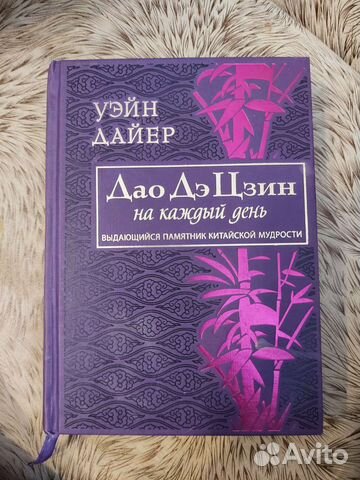 УЭЙН
ДАЙЕР
Дао Дэ Цзин
на каждый день
ВЫДАЮЩИЙСЯ ПАМЯТНИК КИТАЙСКОЙ МУДРОСТИ
Avito